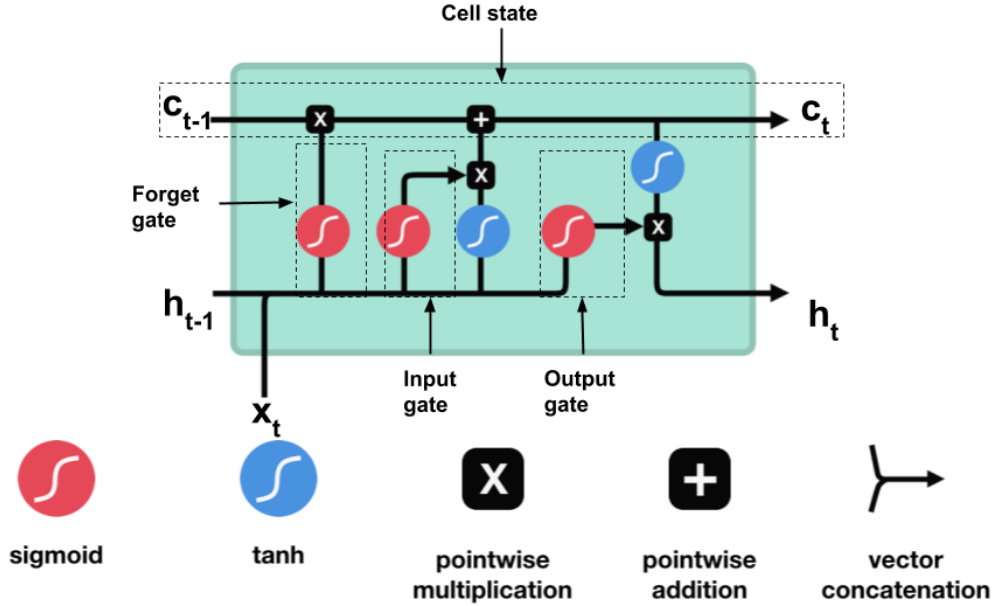 Cell state
c t-1
X
+
c t
X
Forget
gate
X
h t-1
h t
Input
gate
Output
gate
x t
X
+
sigmoid
tanh
pointwise
multiplication
pointwise
addition
vector
concatenation